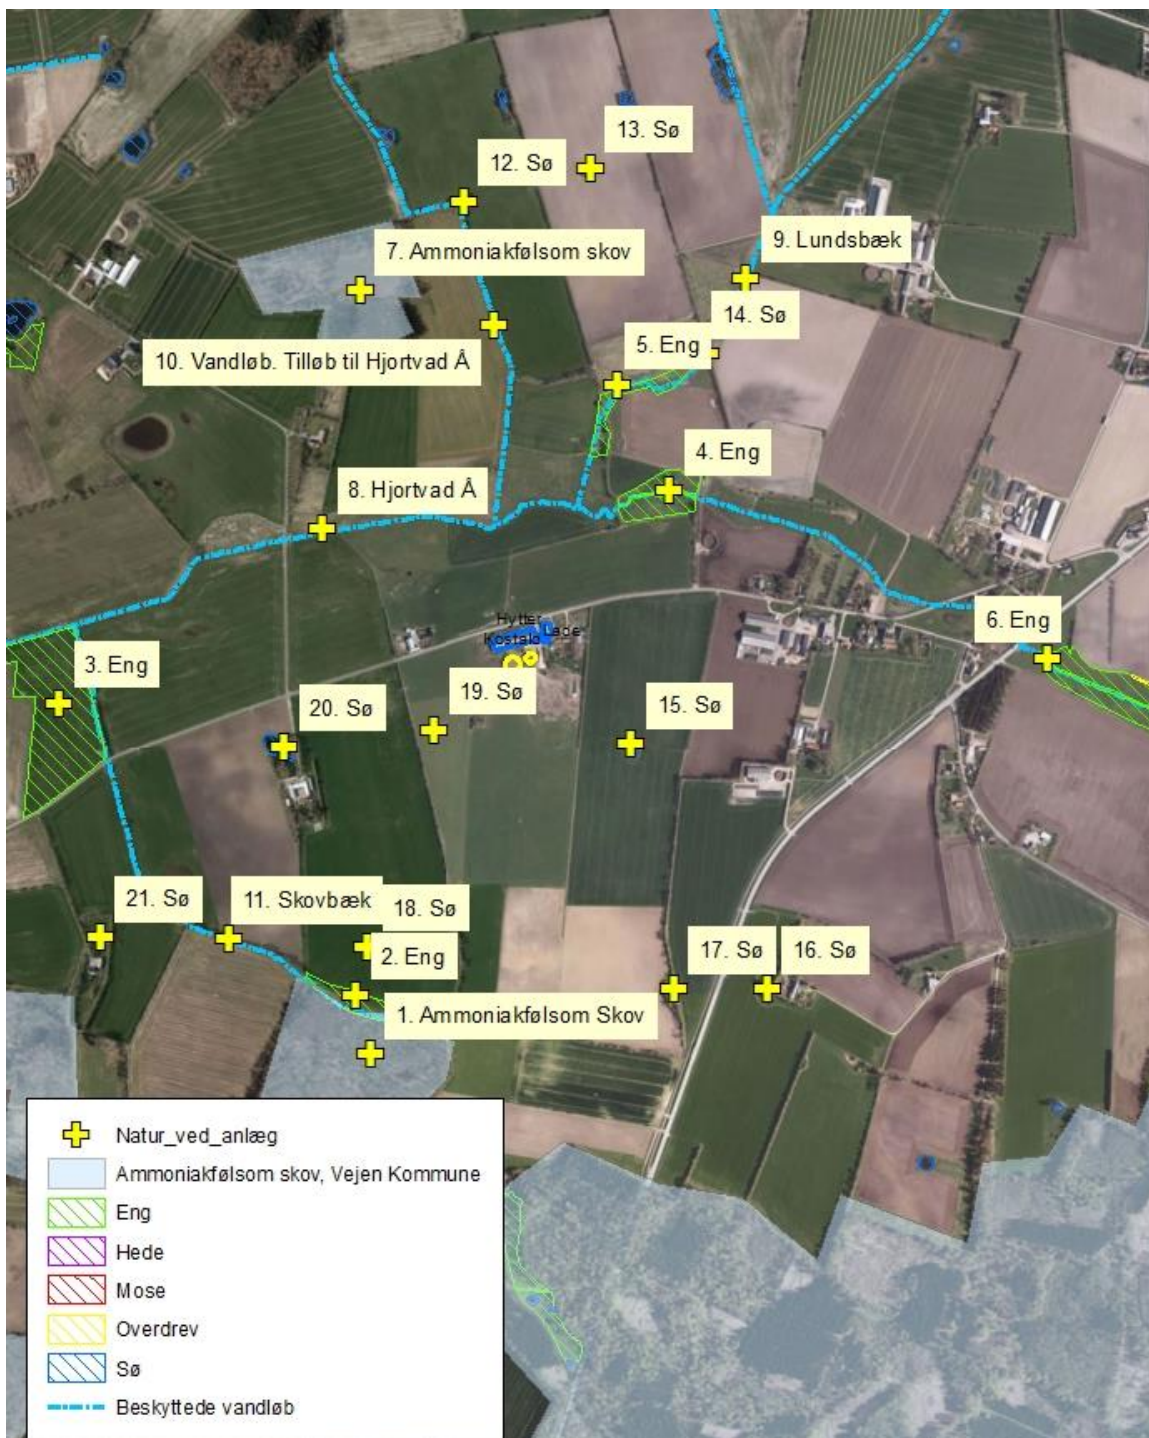 13. Sø
12. Sø
9. Lundsbæk
7. Ammoniakfølsom skov
14. Sø
5. Eng
10. Vandløb. Tilløb til Hjortvad Å
4. Eng
8. Hjortvad Å
Hytter
Lade
Kostald
6. Eng
3. Eng
19. Sø
20. Sø
15. Sø
21. Sø
11. Skovbæk
18. Sø
2. Eng
17. Sø
16. Sø
1. Ammoniakfølsom Skov
Natur_ved_anlæg
Ammoniakfølsom skov, Vejen Kommune
Eng
Hede
Mose
Overdrev
Sø
Beskyttede vandløb